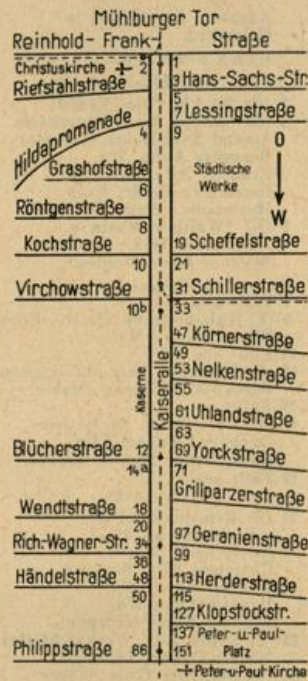 Mühlburger Tor
Reinhold-Frank-Straße
Christuskirche 2
1
3 Hans-Sachs-Str.
Riefstahlstraße
5
7 Lessingstraße
Hildapromenade
4
9
O
W
Städtische
Werke
Grashofstraße
6
Röntgenstraße
8
Kochstraße
19 Scheffelstraße
10
21
Virchowstraße
31 Schillerstraße
10b
33
47 Körnerstraße
49
Kaserne
Kaiserallee
53 Nelkenstraße
55
61 Uhlandstraße
63
Blücherstraße 12
69 Yorckstraße
14a
71
Grillparzerstraße
Wendtstraße 18
20
97 Geranienstraße
Rich.-Wagner-Str. 34
99
36
Händelstraße 48
113 Herderstraße
50
115
127 Klopstockstr.
137 Peter-u-Paul-
Philippstraße 86
151 Platz
Peter-u-Paul-Kirche